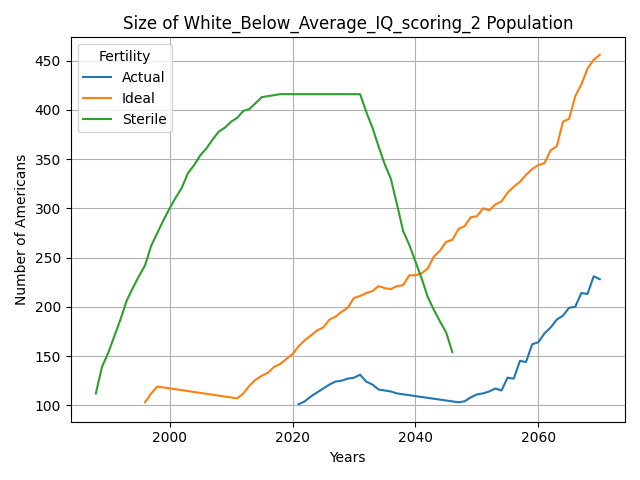 Size of White_Below_Average_IQ_scoring_2 Population
Fertility
Actual
Ideal
Sterile
Number of Americans
450
400
350
300
250
200
150
100
2000
2020
2040
2060
Years